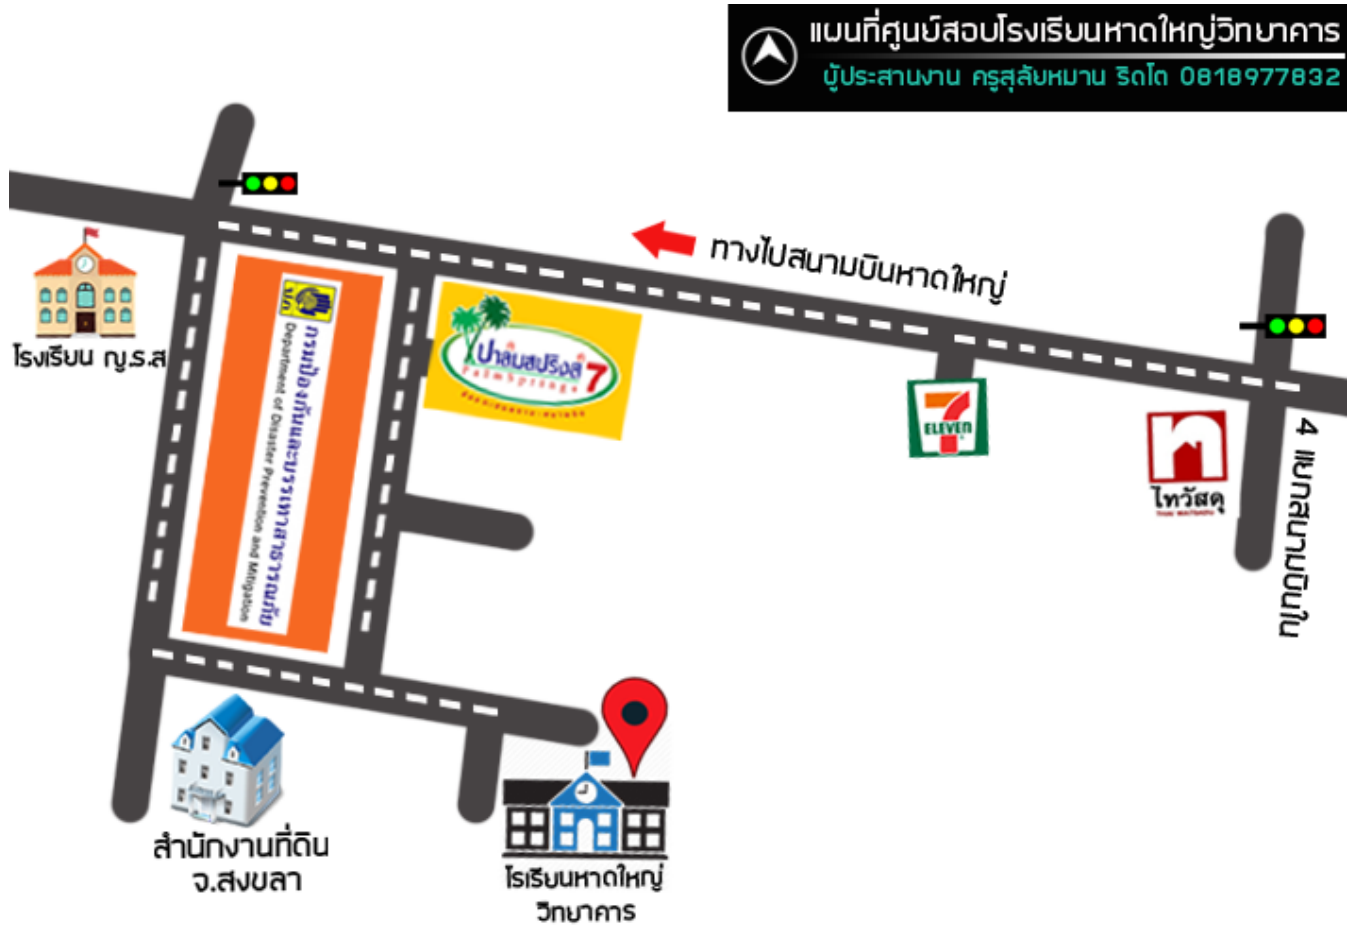 แผนที่ศูนย์สอบโรงเรียนหาดใหญ่วิทยาคาร
ผู้ประสานงาน ครูสุลัยหมาน ริดโต 0818977832
ทางไปสนามบินหาดใหญ่
โรงเรียน ญ.ร.ส
ปภ
กรมป้องกันและบรรเทาสาธารณภัย
Department of Disaster Prevention and Mitigation
ปาล์มสปริงส์ 7
PalmSprings
7
ELEVEN
ไทวัสดุ
THAI WATSADU
4 แยกสนามบินใน
สำนักงานที่ดิน
จ.สงขลา
โรเรียนหาดใหญ่
วิทยาคาร